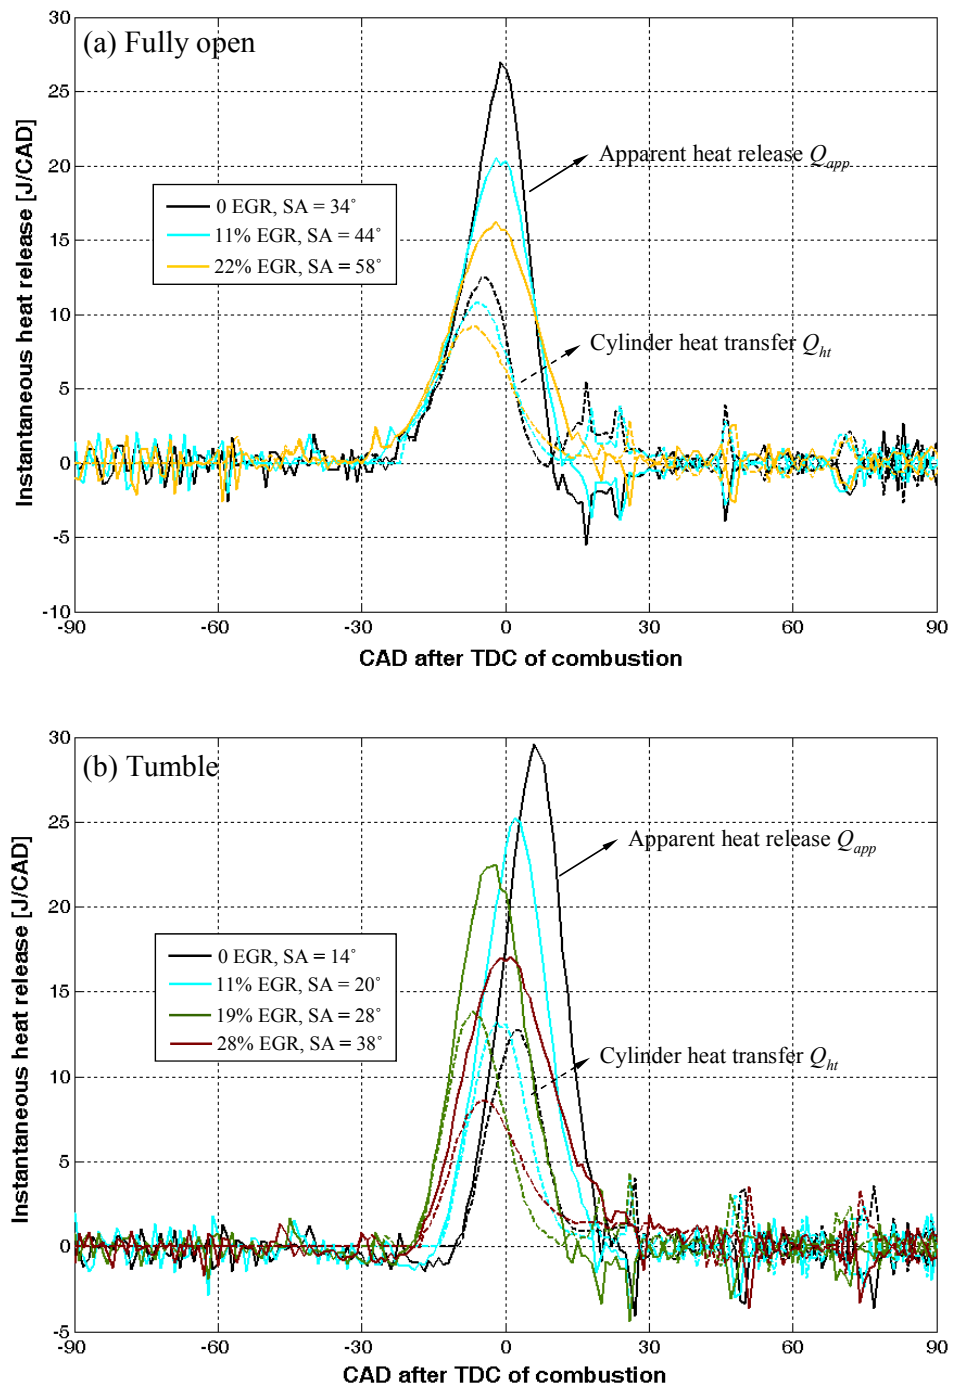 (a) Fully open
Instantaneous heat release [J/CAD]
30
25
20
15
10
5
0
-5
-10
Apparent heat release Qapp
0 EGR, SA = 34˚
11% EGR, SA = 44˚
22% EGR, SA = 58˚
Cylinder heat transfer Qht
-90 -60 -30 0 30 60 90
CAD after TDC of combustion
(b) Tumble
Instantaneous heat release [J/CAD]
30
25
20
15
10
5
0
-5
Apparent heat release Qapp
0 EGR, SA = 14˚
11% EGR, SA = 20˚
19% EGR, SA = 28˚
28% EGR, SA = 38˚
Cylinder heat transfer Qht
-90 -60 -30 0 30 60 90
CAD after TDC of combustion